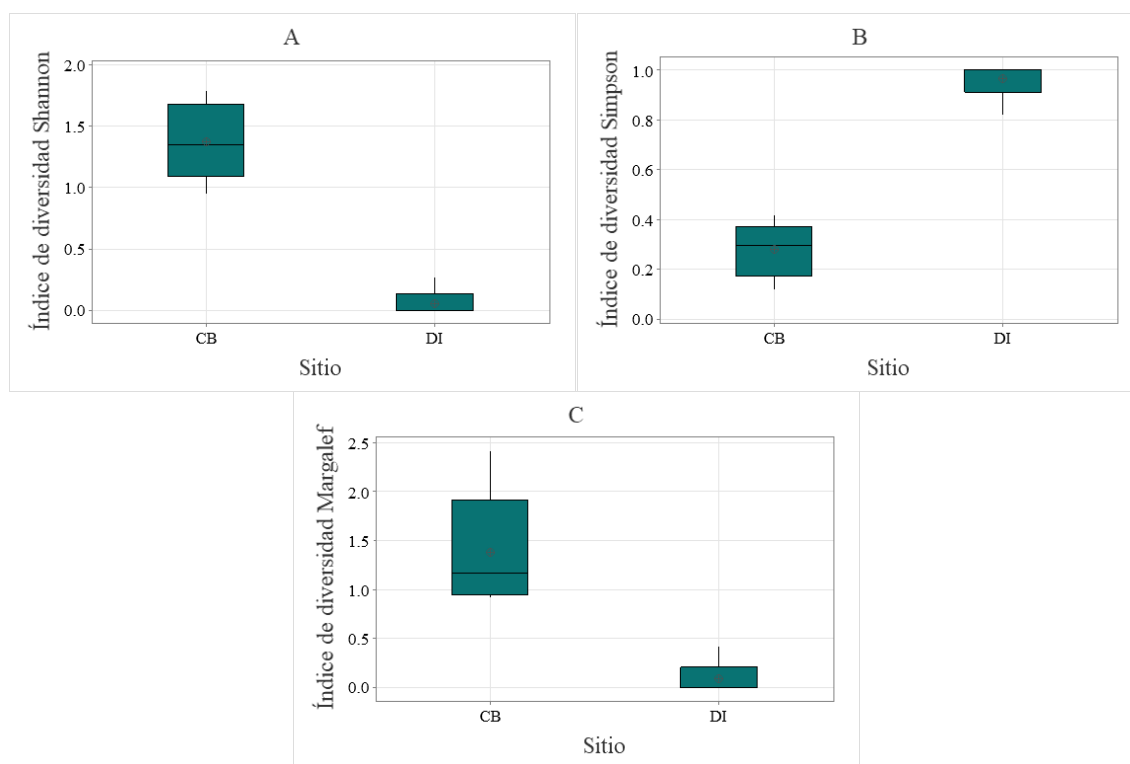 A
Índice de diversidad Shannon
2.0
1.5
1.0
0.5
0.0
CB DI
Sitio
B
Índice de diversidad Simpson
1.0
0.8
0.6
0.4
0.2
0.0
CB DI
Sitio
C
Índice de diversidad Margalef
2.5
2.0
1.5
1.0
0.5
0.0
CB DI
Sitio